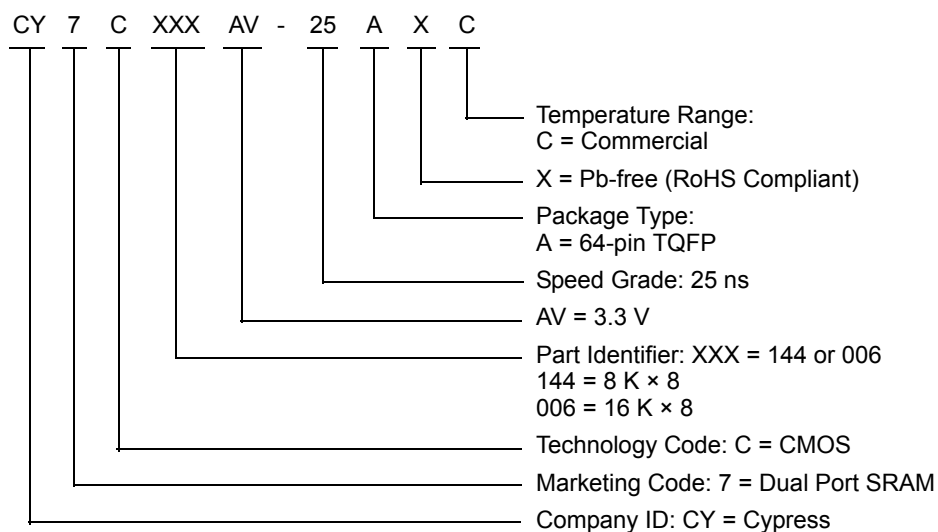 CY 7 C XXX AV - 25 A X C
Temperature Range:
C = Commercial
X = Pb-free (RoHS Compliant)
Package Type:
A = 64-pin TQFP
Speed Grade: 25 ns
AV = 3.3 V
Part Identifier: XXX = 144 or 006
144 = 8 K × 8
006 = 16 K × 8
Technology Code: C = CMOS
Marketing Code: 7 = Dual Port SRAM
Company ID: CY = Cypress